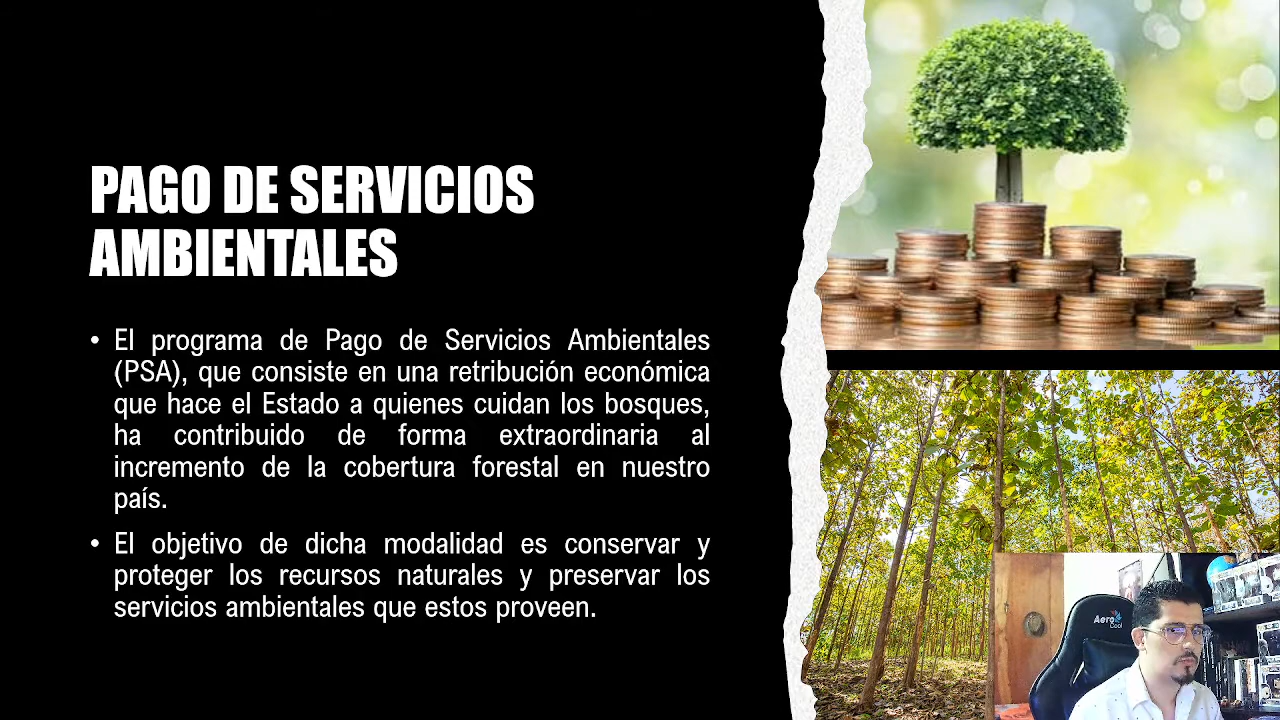 PAGO DE SERVICIOS
AMBIENTALES
• El programa de Pago de Servicios Ambientales
(PSA), que consiste en una retribución económica
que hace el Estado a quienes cuidan los bosques,
ha contribuido de forma extraordinaria al
incremento de la cobertura forestal en nuestro
país.
• El objetivo de dicha modalidad es conservar y
proteger los recursos naturales y preservar los
servicios ambientales que estos proveen.
Aero
Cool